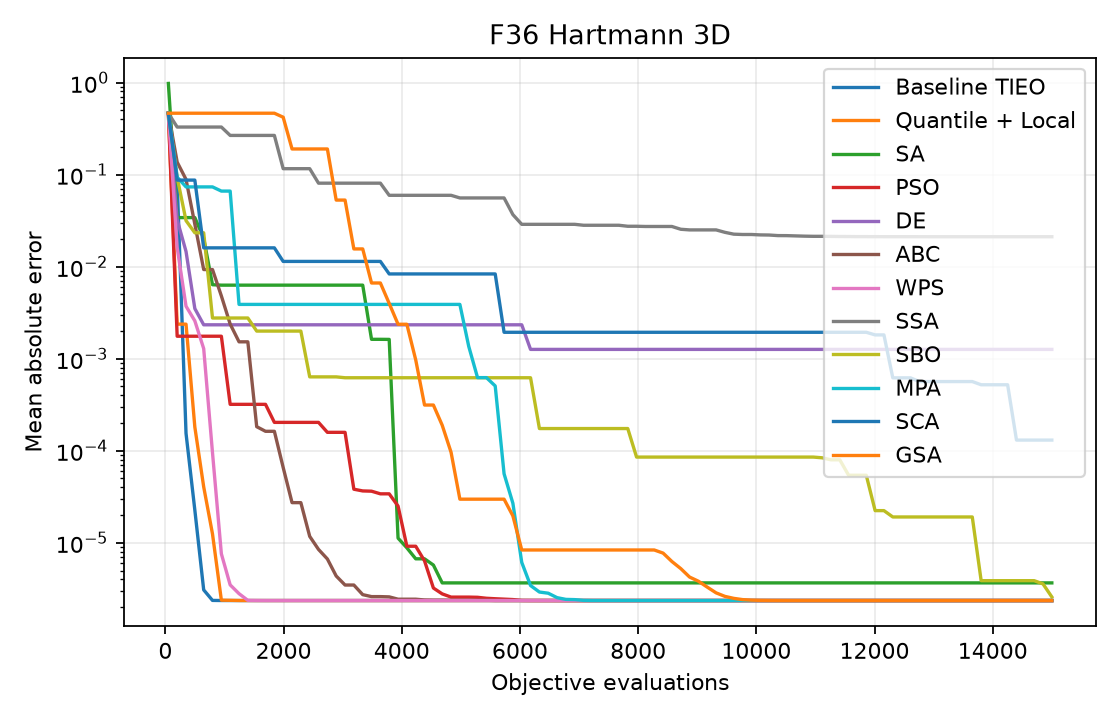 F36 Hartmann 3D
10^0
10^-1
10^-2
10^-3
10^-4
10^-5
Mean absolute error
Baseline TIEO
Quantile + Local
SA
PSO
DE
ABC
WPS
SSA
SBO
MPA
SCA
GSA
0 2000 4000 6000 8000 10000 12000 14000
Objective evaluations